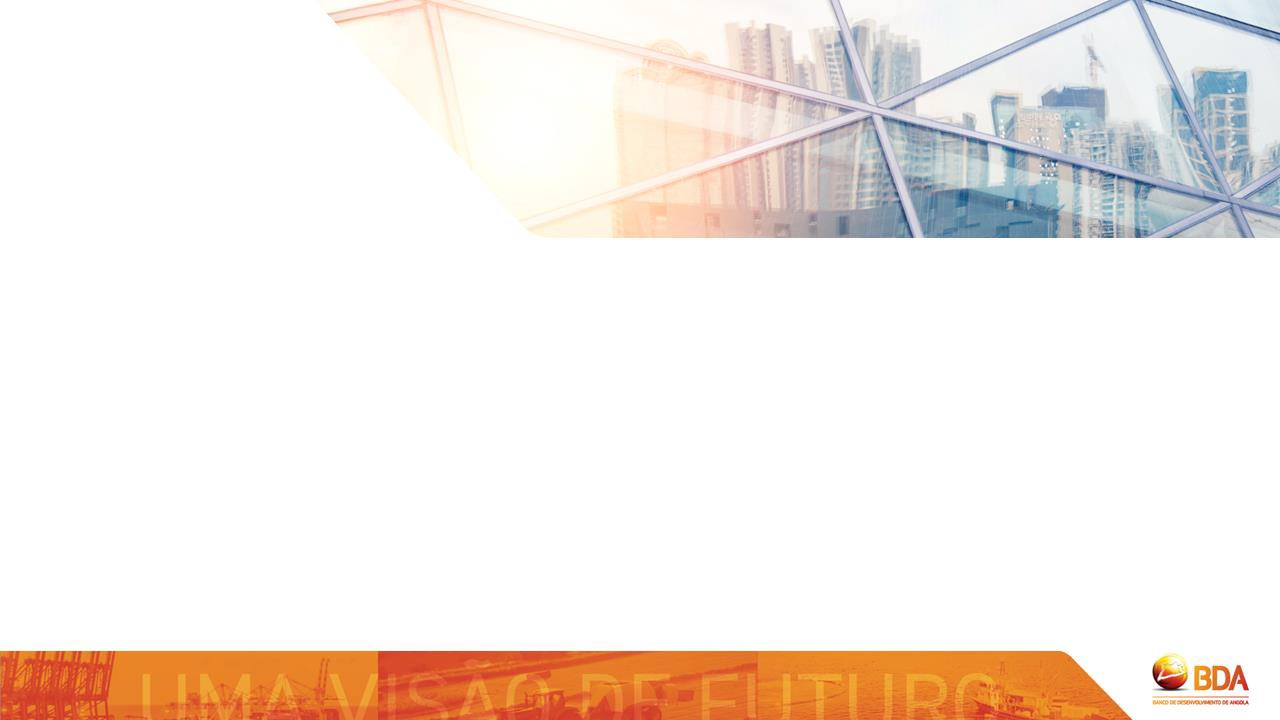 UMA VISÃO DE FUTURO
BDA
BANCO DE DESENVOLVIMENTO DE ANGOLA